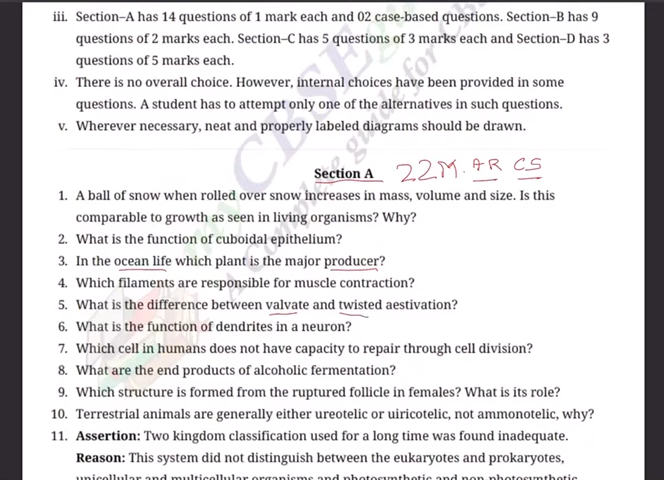 iii. Section–A has 14 questions of 1 mark each and 02 case-based questions. Section–B has 9
questions of 2 marks each. Section–C has 5 questions of 3 marks each and Section–D has 3
questions of 5 marks each.
iv. There is no overall choice. However, internal choices have been provided in some
questions. A student has to attempt only one of the alternatives in such questions.
v. Wherever necessary, neat and properly labeled diagrams should be drawn.
Section A 22M. AR CS
1. A ball of snow when rolled over snow increases in mass, volume and size. Is this
comparable to growth as seen in living organisms? Why?
2. What is the function of cuboidal epithelium?
3. In the ocean life which plant is the major producer?
4. Which filaments are responsible for muscle contraction?
5. What is the difference between valvate and twisted aestivation?
6. What is the function of dendrites in a neuron?
7. Which cell in humans does not have capacity to repair through cell division?
8. What are the end products of alcoholic fermentation?
9. Which structure is formed from the ruptured follicle in females? What is its role?
10. Terrestrial animals are generally either ureotelic or uiricotelic, not ammonotelic, why?
11. Assertion: Two kingdom classification used for a long time was found inadequate.
Reason: This system did not distinguish between the eukaryotes and prokaryotes,
unicellular and multicellular organisms and photosynthetic and non-photosynthetic